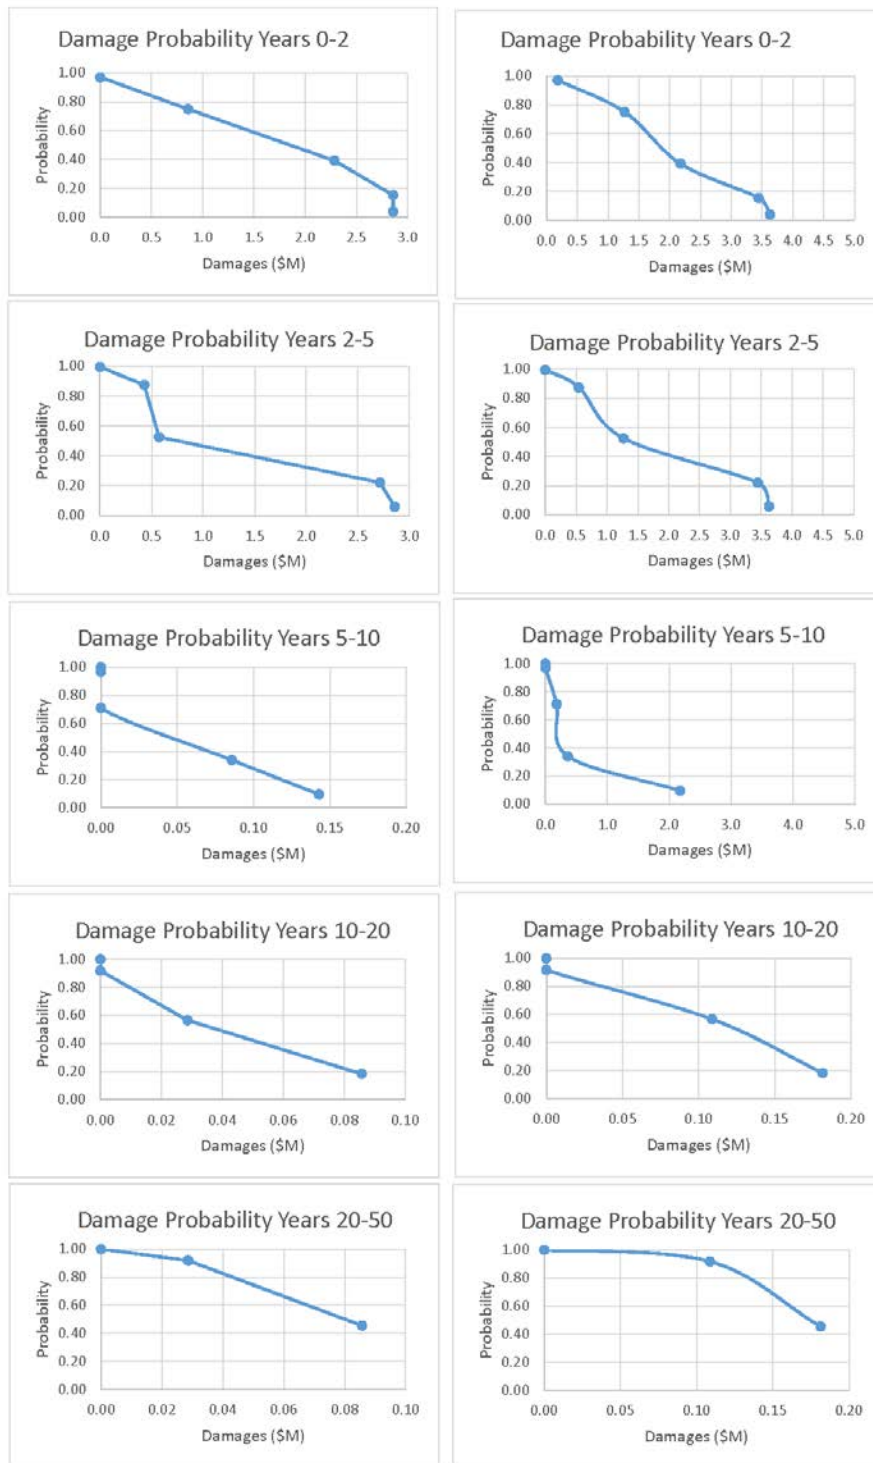 Damage Probability Years 0-2
1.00
0.80
0.60
0.40
0.20
0.00
Probability
0.0 0.5 1.0 1.5 2.0 2.5 3.0
Damages ($M)
Damage Probability Years 0-2
1.00
0.80
0.60
0.40
0.20
0.00
Probability
0.0 0.5 1.0 1.5 2.0 2.5 3.0 3.5 4.0 4.5 5.0
Damages ($M)
Damage Probability Years 2-5
1.00
0.80
0.60
0.40
0.20
0.00
Probability
0.0 0.5 1.0 1.5 2.0 2.5 3.0
Damages ($M)
Damage Probability Years 2-5
1.00
0.80
0.60
0.40
0.20
0.00
Probability
0.0 0.5 1.0 1.5 2.0 2.5 3.0 3.5 4.0 4.5 5.0
Damages ($M)
Damage Probability Years 5-10
1.00
0.80
0.60
0.40
0.20
0.00
Probability
0.00 0.05 0.10 0.15 0.20
Damages ($M)
Damage Probability Years 5-10
1.00
0.80
0.60
0.40
0.20
0.00
Probability
0.0 1.0 2.0 3.0 4.0 5.0
Damages ($M)
Damage Probability Years 10-20
1.00
0.80
0.60
0.40
0.20
0.00
Probability
0.00 0.02 0.04 0.06 0.08 0.10
Damages ($M)
Damage Probability Years 10-20
1.00
0.80
0.60
0.40
0.20
0.00
Probability
0.00 0.05 0.10 0.15 0.20
Damages ($M)
Damage Probability Years 20-50
1.00
0.80
0.60
0.40
0.20
0.00
Probability
0.00 0.02 0.04 0.06 0.08 0.10
Damages ($M)
Damage Probability Years 20-50
1.00
0.80
0.60
0.40
0.20
0.00
Probability
0.00 0.05 0.10 0.15 0.20
Damages ($M)